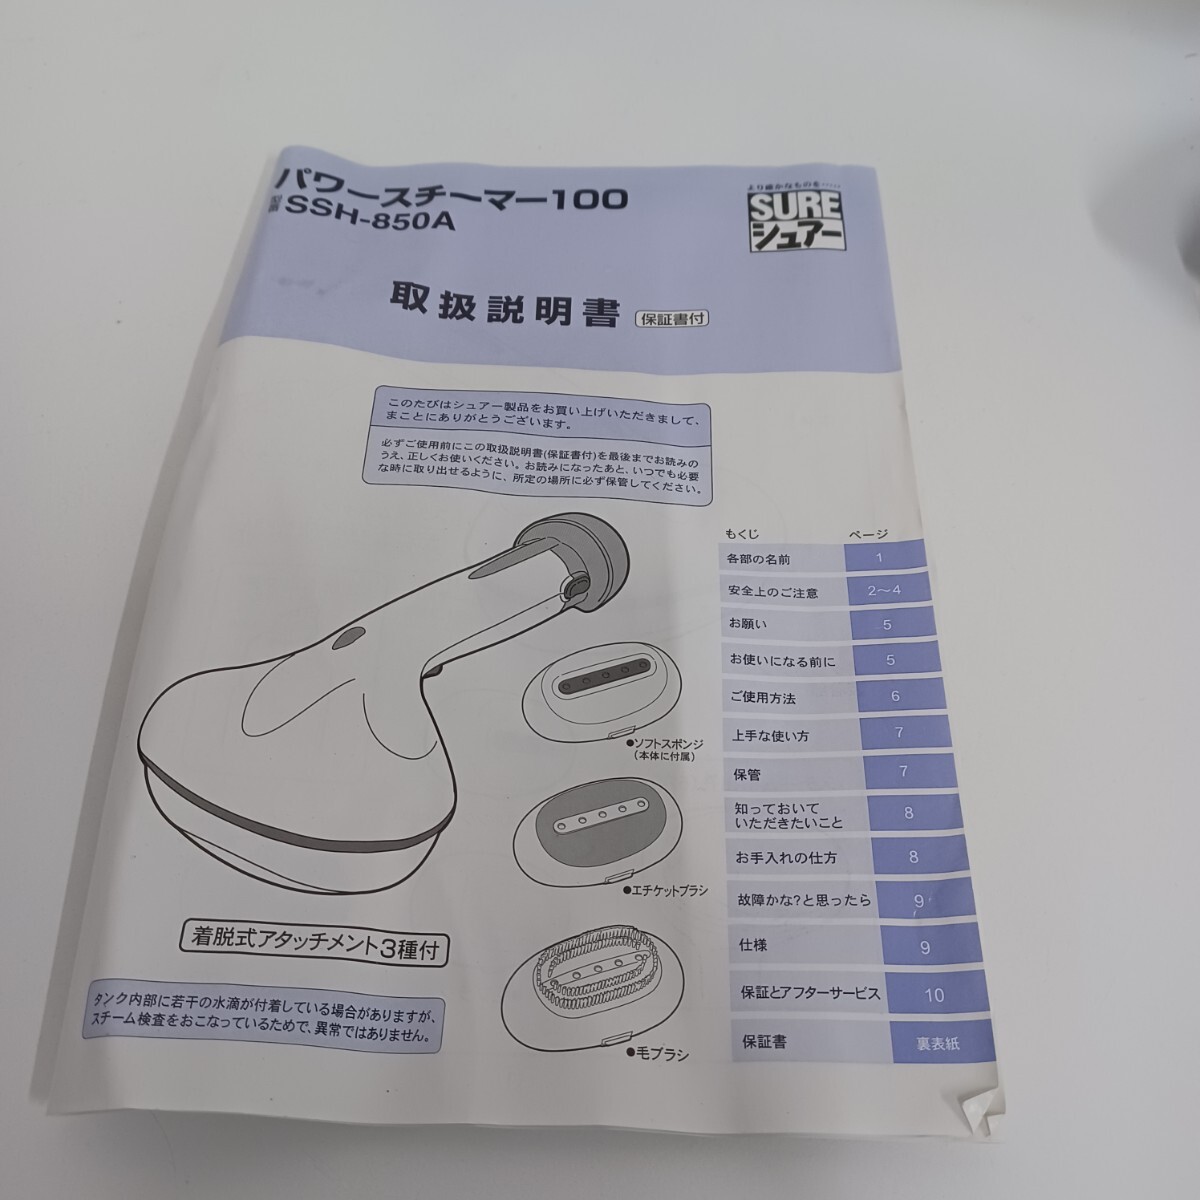 パワースチーマー100
型番 SSH-850A
より確かなものを……
SURE
シュアー
取扱説明書 保証書付
このたびはシュアー製品をお買い上げいただきまして、
まことにありがとうございます。
必ずご使用前にこの取扱説明書(保証書付)を最後までお読みの
うえ、正しくお使いください。お読みになったあと、いつでも必要
な時に取り出せるように、所定の場所に必ず保管してください。
もくじ ページ
各部の名前 1
安全上のご注意 2〜4
お願い 5
お使いになる前に 5
ご使用方法 6
上手な使い方 7
保管 7
知っておいて
いただきたいこと 8
お手入れの仕方 8
故障かな?と思ったら 9
仕様 9
保証とアフターサービス 10
保証書 裏表紙
●ソフトスポンジ
(本体に付属)
●エチケットブラシ
●毛ブラシ
着脱式アタッチメント3種付
タンク内部に若干の水滴が付着している場合がありますが、
スチーム検査をおこなっているためで、異常ではありません。